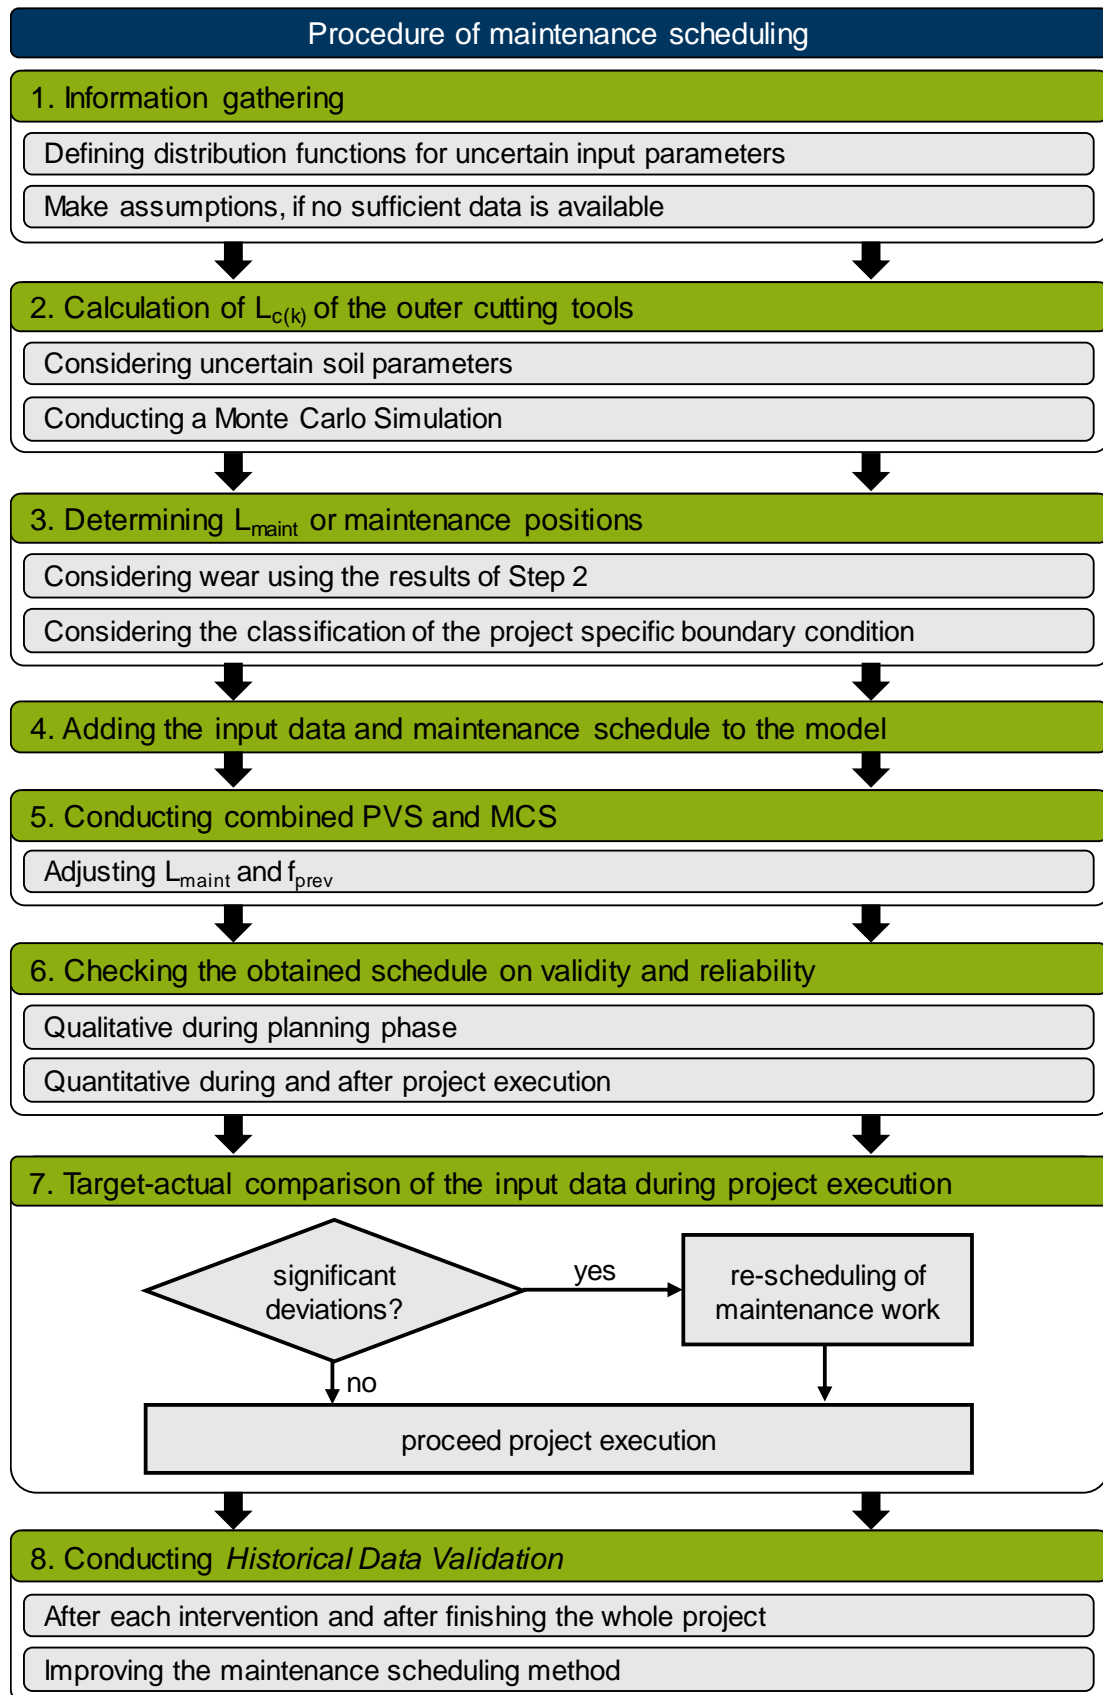 Procedure of maintenance scheduling
1. Information gathering
Defining distribution functions for uncertain input parameters
Make assumptions, if no sufficient data is available
2. Calculation of Lc(k) of the outer cutting tools
Considering uncertain soil parameters
Conducting a Monte Carlo Simulation
3. Determining Lmaint or maintenance positions
Considering wear using the results of Step 2
Considering the classification of the project specific boundary condition
4. Adding the input data and maintenance schedule to the model
5. Conducting combined PVS and MCS
Adjusting Lmaint and fprev
6. Checking the obtained schedule on validity and reliability
Qualitative during planning phase
Quantitative during and after project execution
7. Target-actual comparison of the input data during project execution
significant
deviations?
yes
re-scheduling of
maintenance work
no
proceed project execution
8. Conducting Historical Data Validation
After each intervention and after finishing the whole project
Improving the maintenance scheduling method